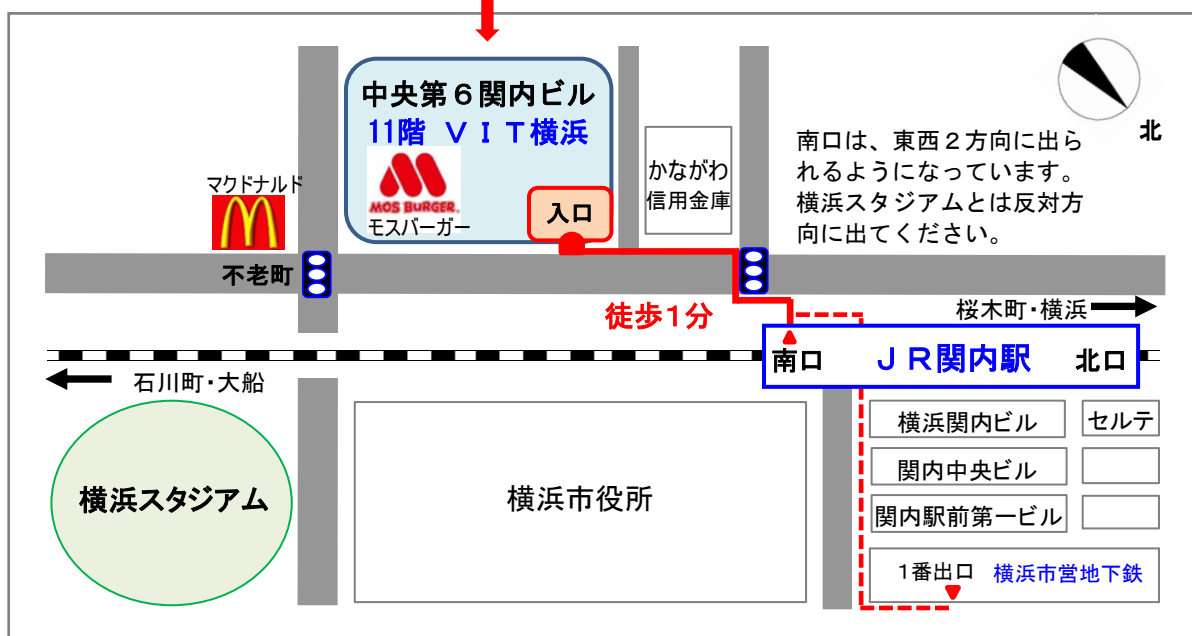 中央第６関内ビル
11階 ＶＩＴ横浜
MOS BURGER.
モスバーガー
入口
かながわ
信用金庫
北
南口は、東西２方向に出ら
れるようになっています。
横浜スタジアムとは反対方
向に出てください。
マクドナルド
不老町
徒歩１分
桜木町･横浜
南口
ＪＲ関内駅
北口
石川町･大船
横浜スタジアム
横浜市役所
横浜関内ビル
セルテ
関内中央ビル
関内駅前第一ビル
１番出口
横浜市営地下鉄